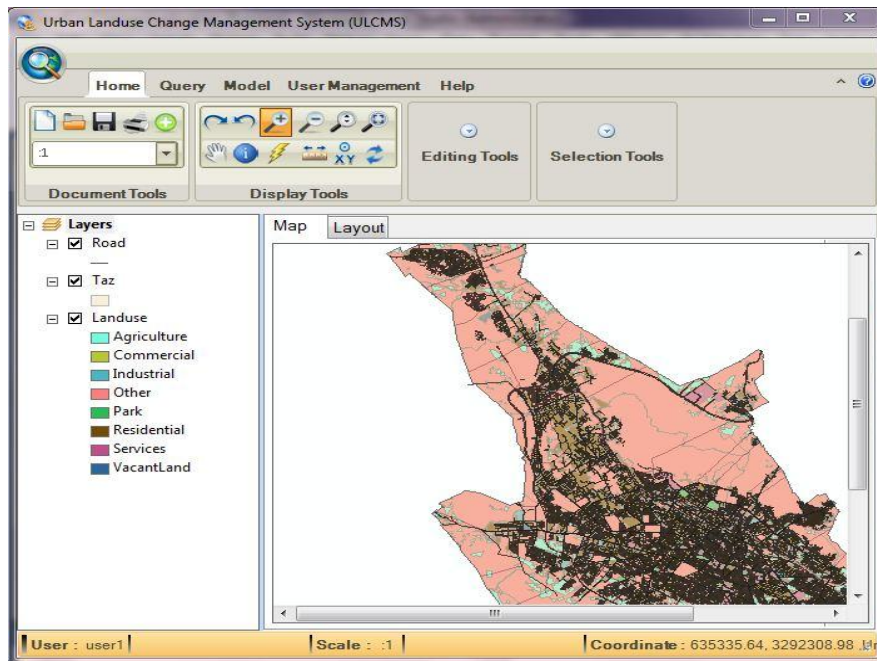 Urban Landuse Change Management System (ULCMS)
Home Query Model User Management Help
:1
XY
Editing Tools
Selection Tools
Document Tools
Display Tools
Layers
Road
Taz
Landuse
Agriculture
Commercial
Industrial
Other
Park
Residential
Services
VacantLand
Map Layout
User : user1 Scale : :1 Coordinate : 635335.64, 3292308.98